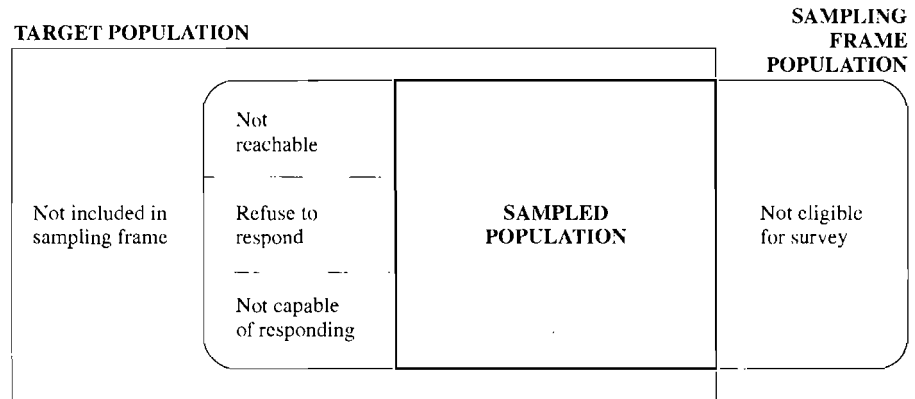 TARGET POPULATION
SAMPLING
FRAME
POPULATION
Not
reachable
Not included in
sampling frame
Refuse to
respond
SAMPLED
POPULATION
Not eligible
for survey
Not capable
of responding